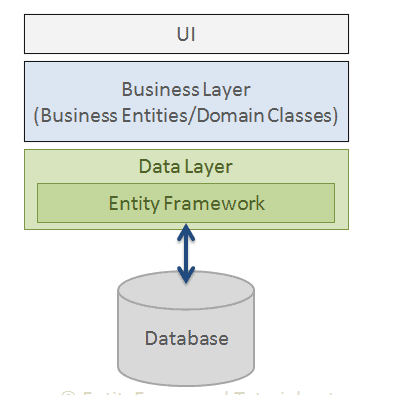 UI
Business Layer
(Business Entities/Domain Classes)
Data Layer
Entity Framework
Database